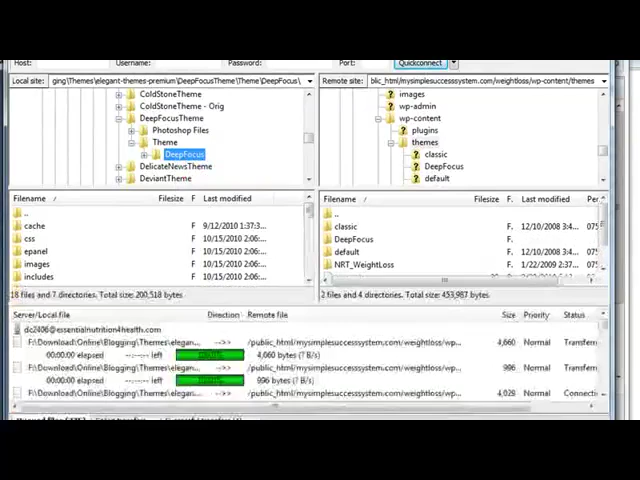 Host: Username: Password: Port: Quickconnect
Local site: ging\Themes\elegant-themes-premium\DeepFocusTheme\Theme\DeepFocus\
ColdStoneTheme
ColdStoneTheme - Orig
DeepFocusTheme
Photoshop Files
Theme
DeepFocus
DelicateNewsTheme
DeviantTheme
Remote site: blic_html/mysimplesuccesssystem.com/weightloss/wp-content/themes
images
wp-admin
wp-content
plugins
themes
classic
DeepFocus
default
Filename Filesize F Last modified
..
cache F 9/12/2010 1:37:3...
css F 10/15/2010 2:06:...
epanel F 10/15/2010 2:06:...
images F 10/15/2010 2:06:...
includes F 10/15/2010 2:06:...
18 files and 7 directories. Total size: 200,518 bytes
Filename Filesize F. Last modified Pe
..
classic F. 12/10/2008 3:4... 075
DeepFocus F.
default F. 12/10/2008 3:4... 075
NRT_WeightLoss F. 1/22/2009 2:37... 075
2 files and 4 directories. Total size: 453,987 bytes
Server/Local file Direction Remote file Size Priority Status
dc2406@essentialnutrition4health.com
F:\Download\Online\Blogging\Themes\elegan... -->> /public_html/mysimplesuccesssystem.com/weightloss/wp... 4,660 Normal Transferr
00:00:00 elapsed --:--:-- left 4,660 bytes (? B/s)
F:\Download\Online\Blogging\Themes\elegan... -->> /public_html/mysimplesuccesssystem.com/weightloss/wp... 996 Normal Transferr
00:00:00 elapsed --:--:-- left 996 bytes (? B/s)
F:\Download\Online\Blogging\Themes\elegan... -->> /public_html/mysimplesuccesssystem.com/weightloss/wp... 4,028 Normal Connectio